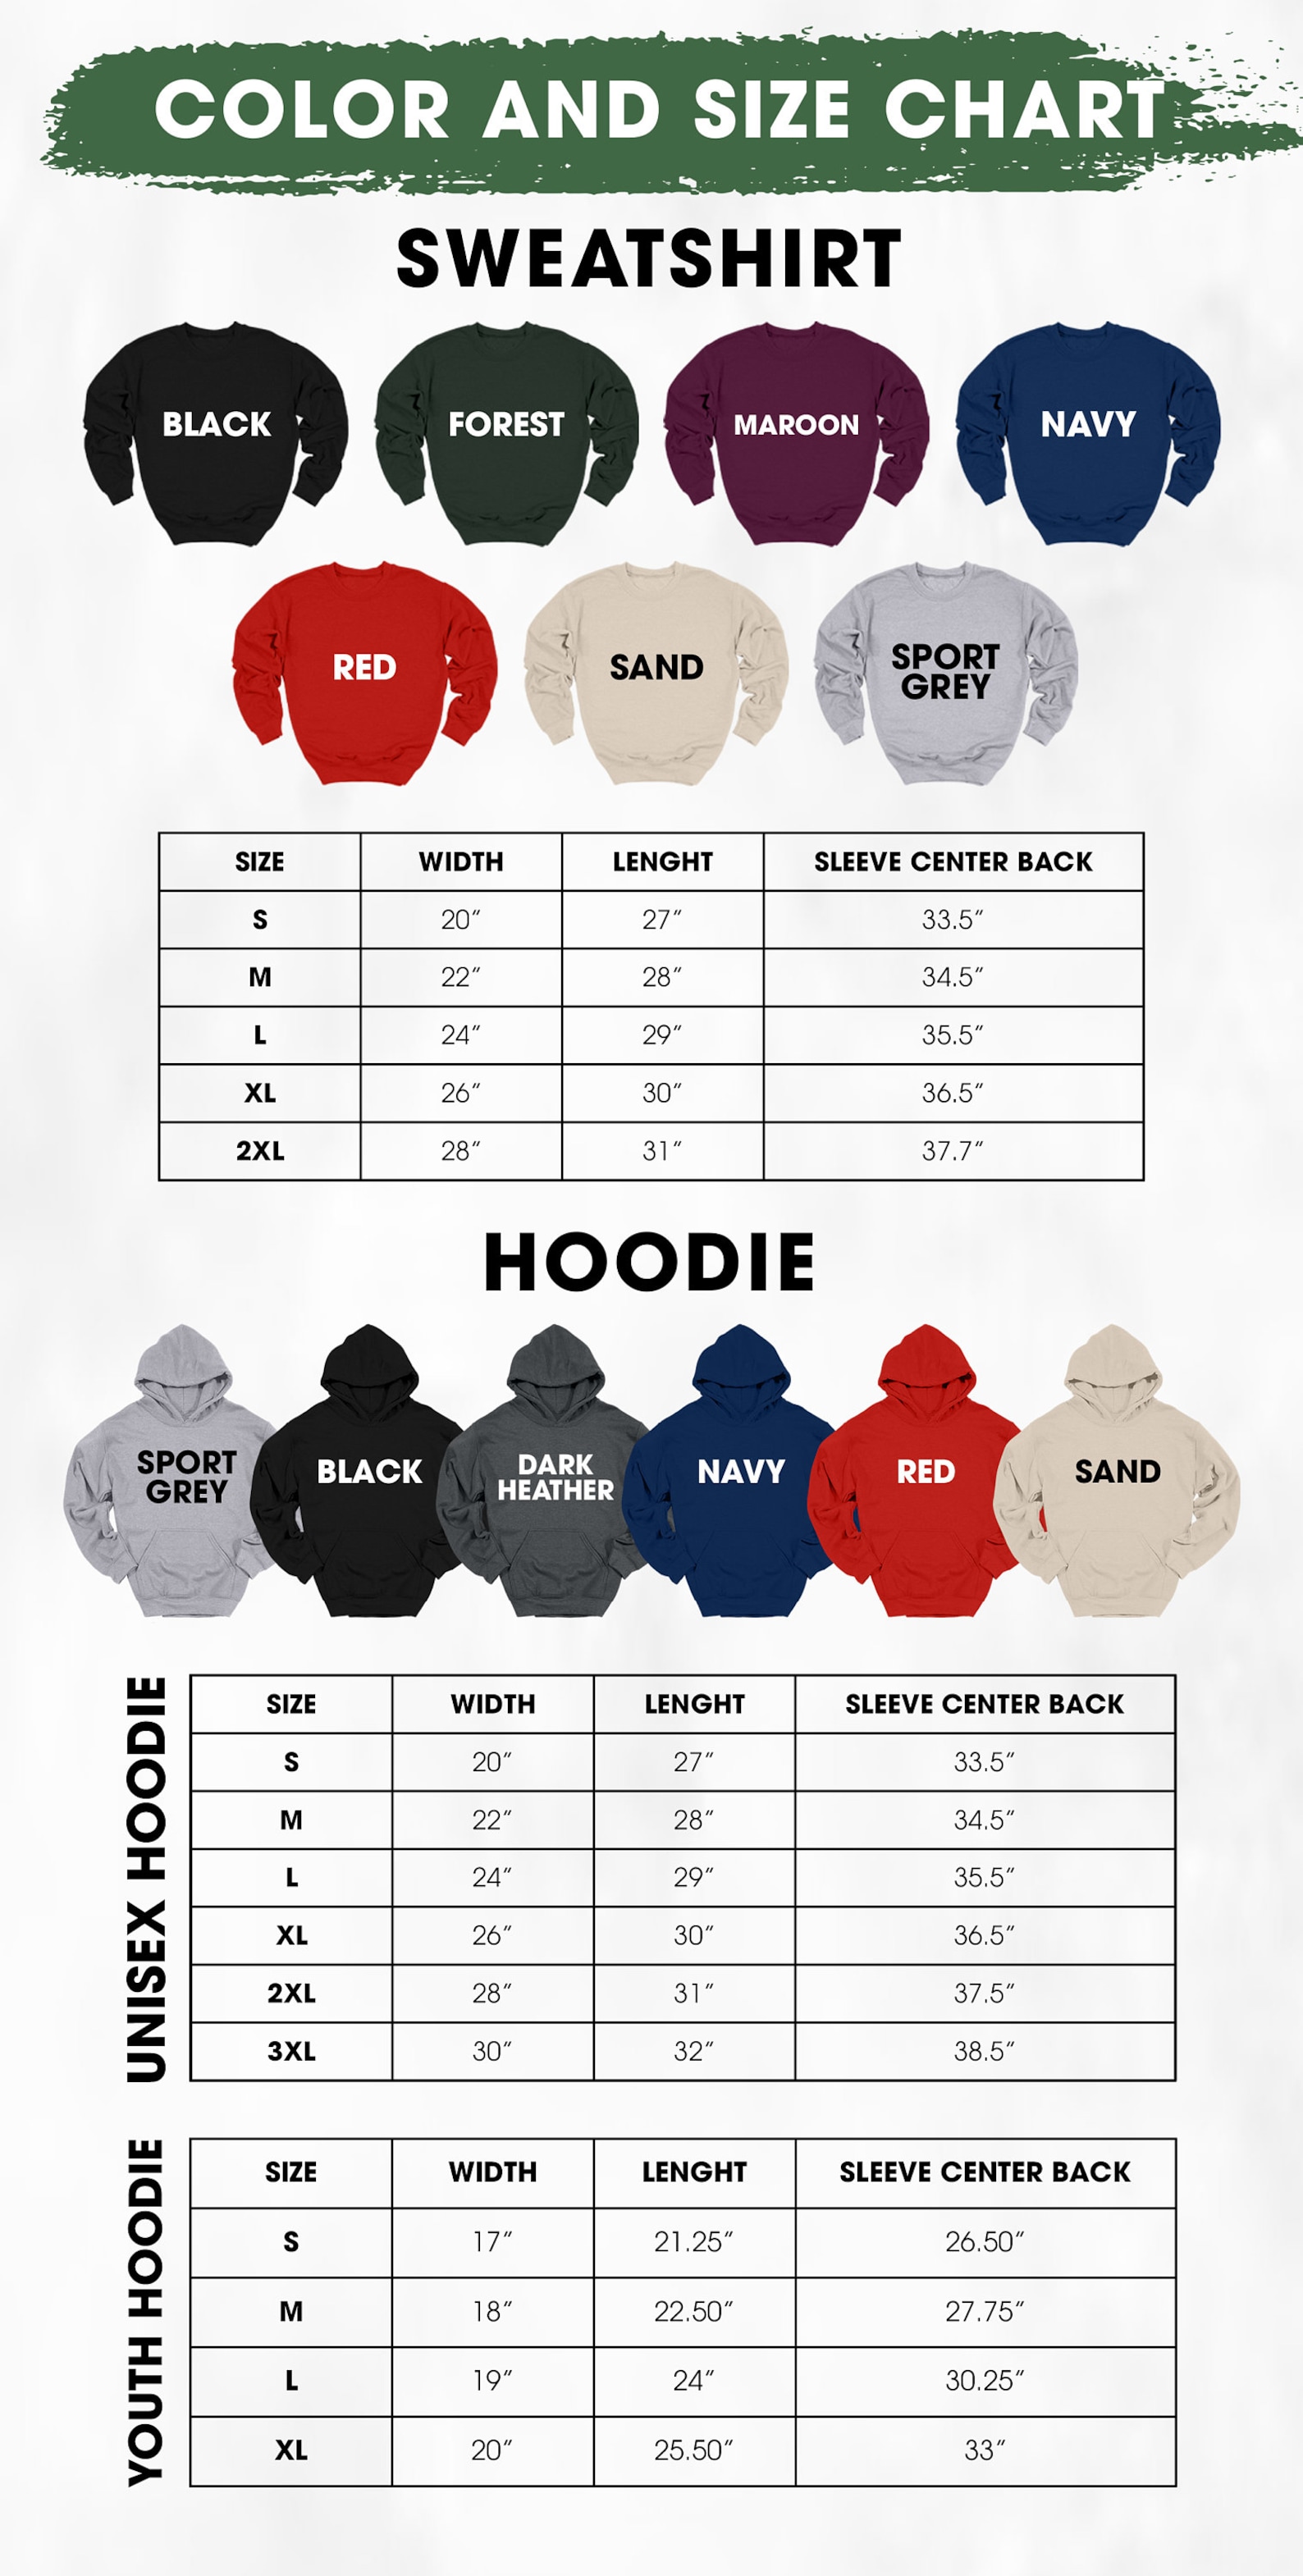 COLOR AND SIZE CHART
SWEATSHIRT
BLACK
FOREST
MAROON
NAVY
RED
SAND
SPORT
GREY
SIZE WIDTH LENGHT SLEEVE CENTER BACK
S 20" 27" 33.5"
M 22" 28" 34.5"
L 24" 29" 35.5"
XL 26" 30" 36.5"
2XL 28" 31" 37.7"
HOODIE
SPORT
GREY
BLACK
DARK
HEATHER
NAVY
RED
SAND
UNISEX HOODIE
SIZE WIDTH LENGHT SLEEVE CENTER BACK
S 20" 27" 33.5"
M 22" 28" 34.5"
L 24" 29" 35.5"
XL 26" 30" 36.5"
2XL 28" 31" 37.5"
3XL 30" 32" 38.5"
YOUTH HOODIE
SIZE WIDTH LENGHT SLEEVE CENTER BACK
S 17" 21.25" 26.50"
M 18" 22.50" 27.75"
L 19" 24" 30.25"
XL 20" 25.50" 33"